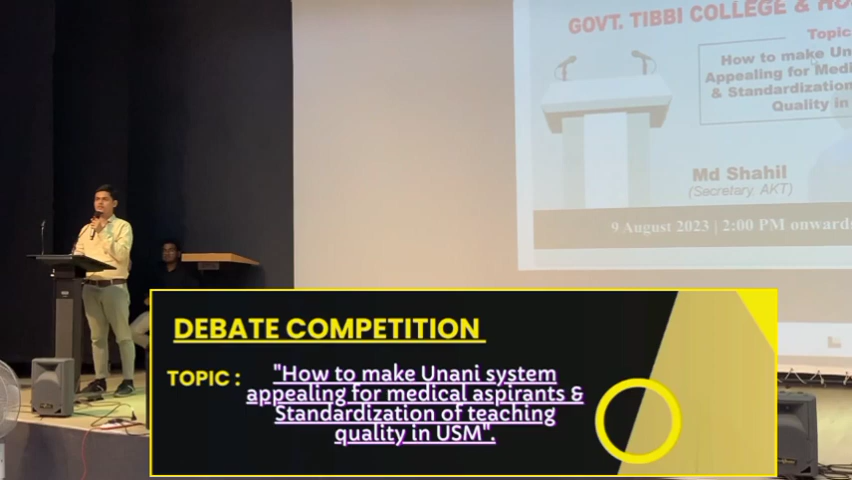 GOVT. TIBBI COLLEGE &
Topic
How to make Un
Appealing for Medi
& Standardization
Quality in
Md Shahil
(Secretary, AKT)
9 August 2023 | 2:00 PM onwards
DEBATE COMPETITION
TOPIC : "How to make Unani system
appealing for medical aspirants &
Standardization of teaching
quality in USM".